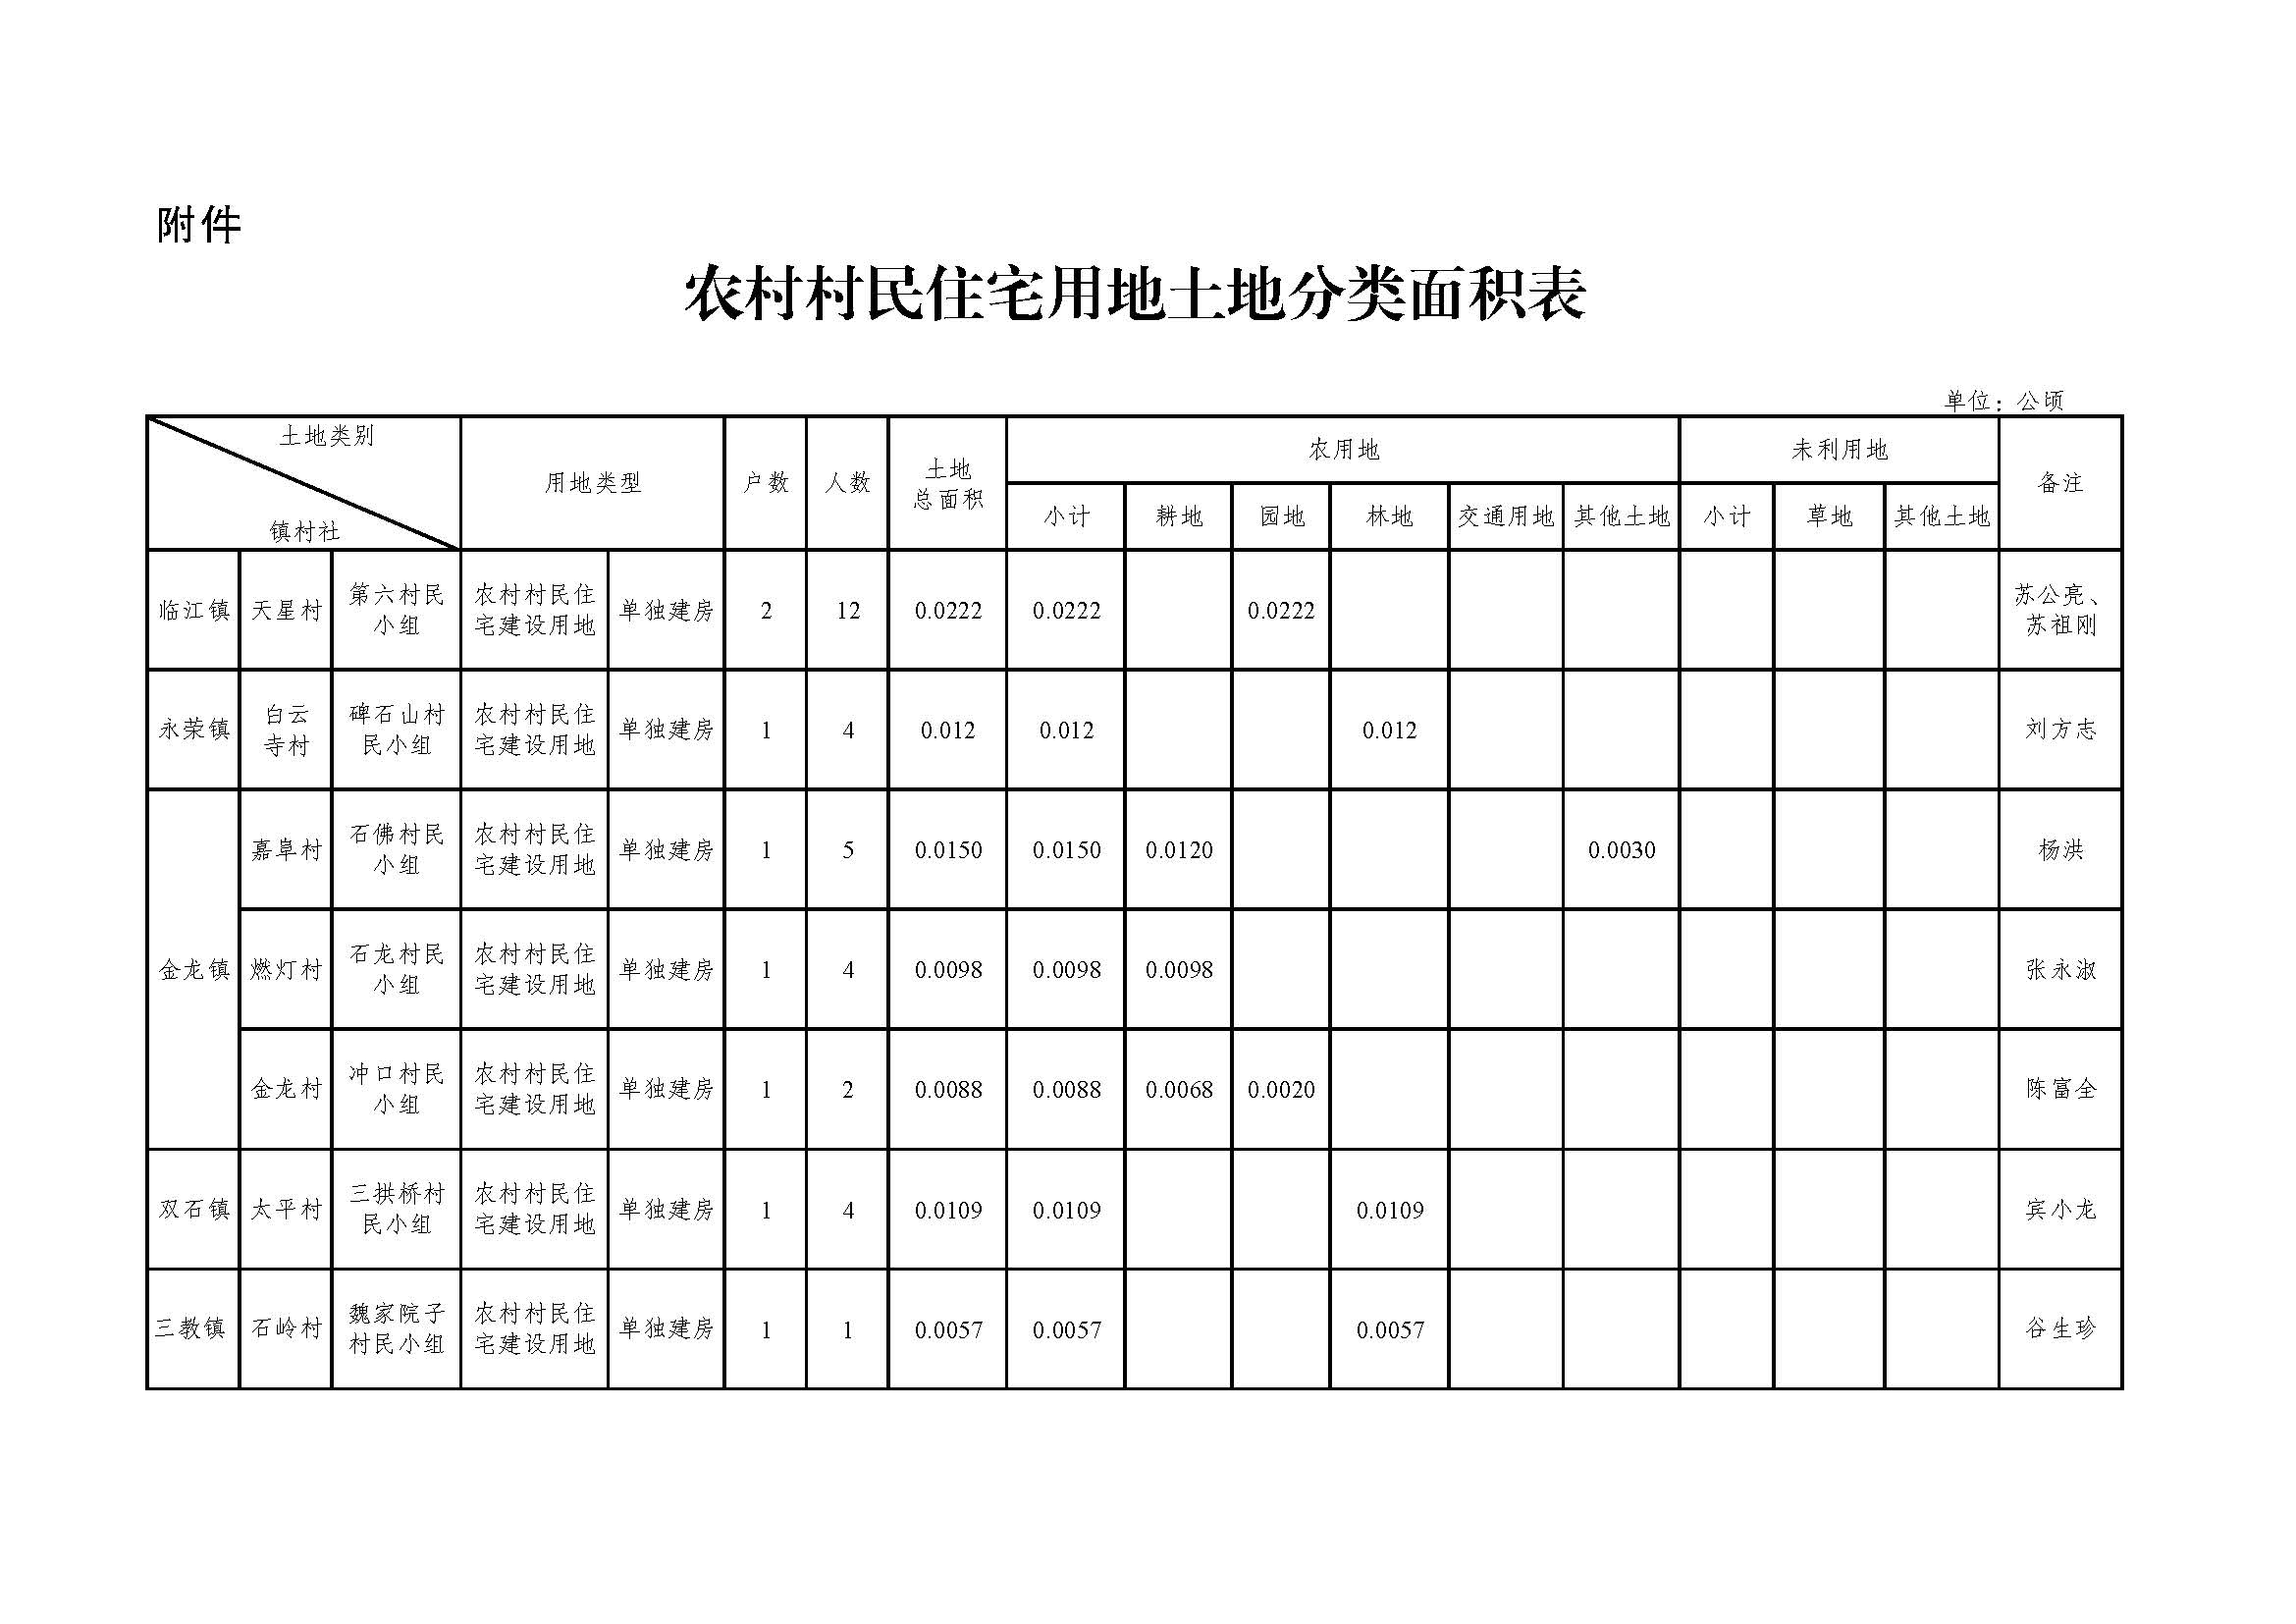 附件
农村村民住宅用地土地分类面积表
单位：公顷
土地类别
镇村社
用地类型
户数
人数
土地
总面积
农用地
未利用地
备注
小计 耕地 园地 林地 交通用地 其他土地 小计 草地 其他土地
临江镇 天星村 第六村民小组 农村村民住宅建设用地 单独建房 2 12 0.0222 0.0222 0.0222 苏公亮、苏祖刚
永荣镇 白云寺村 碑石山村民小组 农村村民住宅建设用地 单独建房 1 4 0.012 0.012 0.012 刘方志
金龙镇 嘉阜村 石佛村民小组 农村村民住宅建设用地 单独建房 1 5 0.0150 0.0150 0.0120 0.0030 杨洪
燃灯村 石龙村民小组 农村村民住宅建设用地 单独建房 1 4 0.0098 0.0098 0.0098 张永淑
金龙村 冲口村民小组 农村村民住宅建设用地 单独建房 1 2 0.0088 0.0088 0.0068 0.0020 陈富全
双石镇 太平村 三拱桥村民小组 农村村民住宅建设用地 单独建房 1 4 0.0109 0.0109 0.0109 宾小龙
三教镇 石岭村 魏家院子村民小组 农村村民住宅建设用地 单独建房 1 1 0.0057 0.0057 0.0057 谷生珍